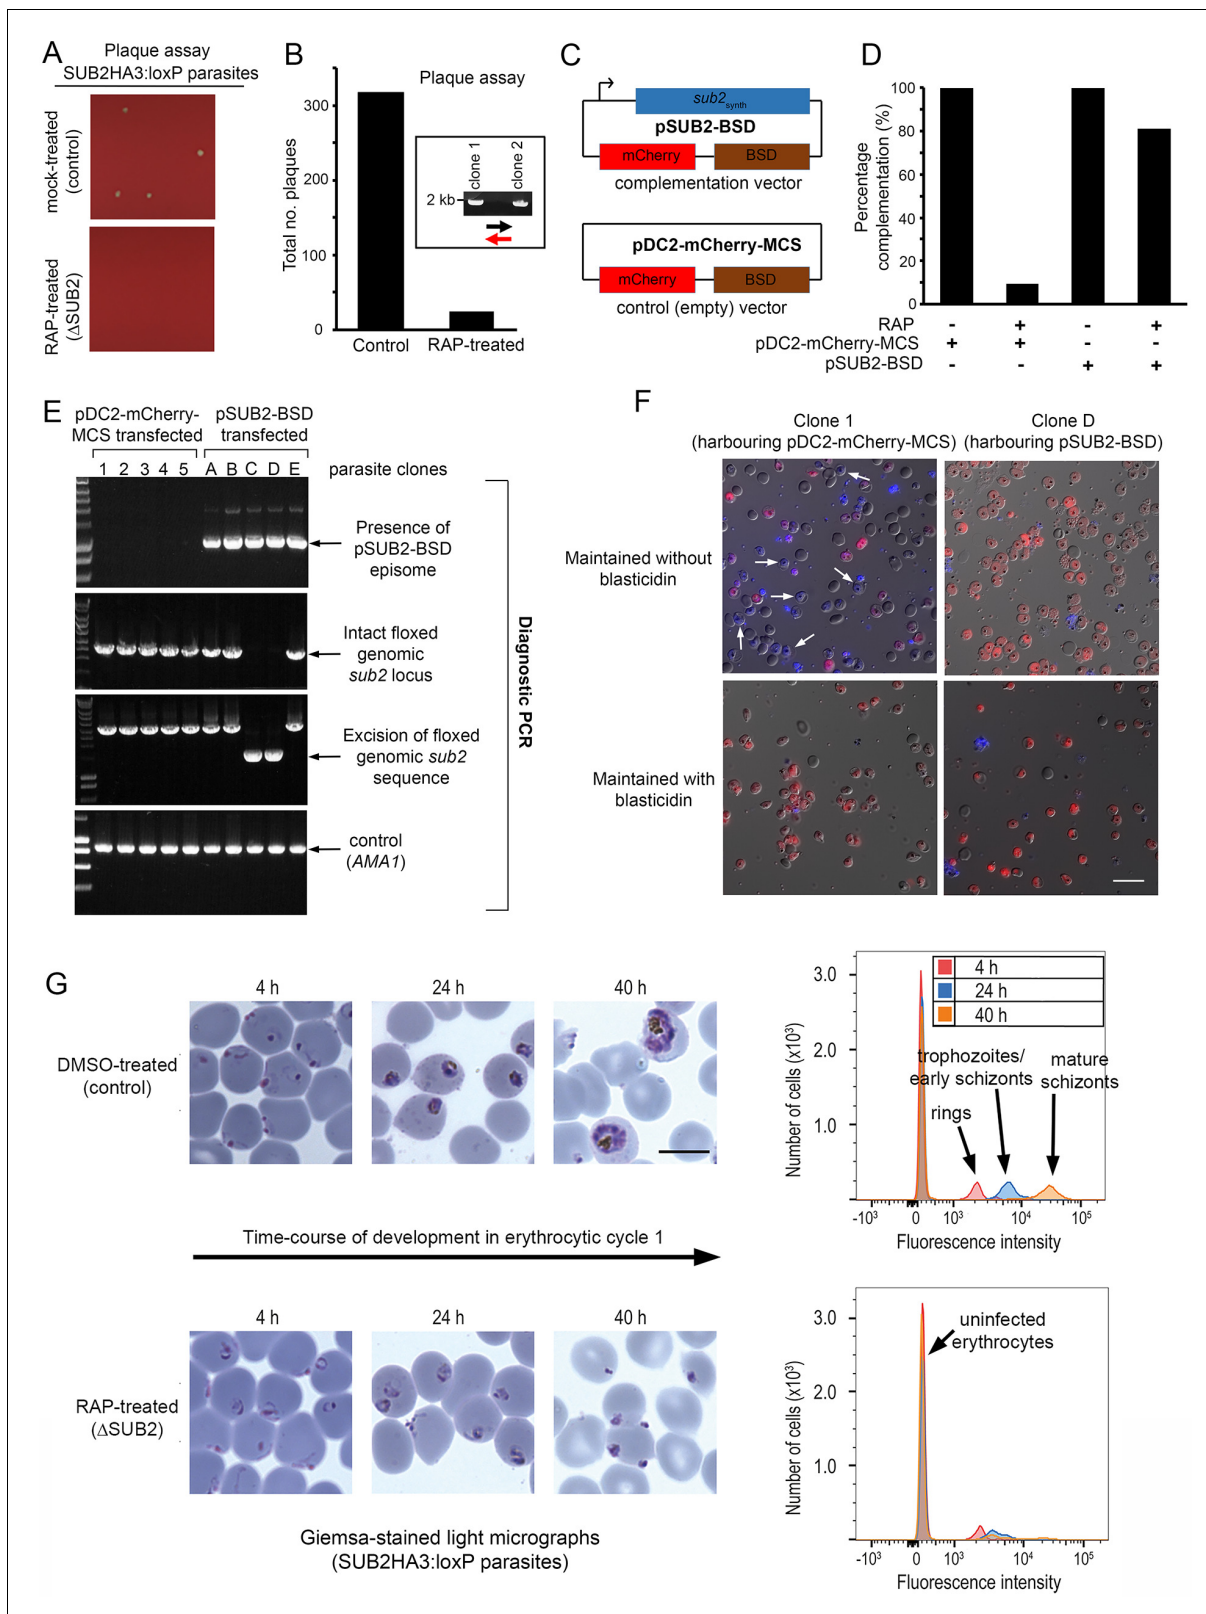 A
Plaque assay
SUB2HA3:loxP parasites
mock-treated
(control)
RAP-treated
(ΔSUB2)
B
Plaque assay
Total no. plaques
300
200
100
0
Control
RAP-treated
clone 1
clone 2
2 kb
C
sub2synth
pSUB2-BSD
mCherry
BSD
complementation vector
pDC2-mCherry-MCS
mCherry
BSD
control (empty) vector
D
Percentage
complementation (%)
100
80
60
40
20
0
RAP - + - +
pDC2-mCherry-MCS + + - -
pSUB2-BSD - - + +
E
pDC2-mCherry-
MCS transfected
pSUB2-BSD
transfected
1 2 3 4 5 A B C D E
parasite clones
Presence of
pSUB2-BSD
episome
Intact floxed
genomic
sub2 locus
Excision of floxed
genomic sub2
sequence
control
(AMA1)
Diagnostic PCR
F
Clone 1
(harbouring pDC2-mCherry-MCS)
Clone D
(harbouring pSUB2-BSD)
Maintained without
blasticidin
Maintained with
blasticidin
G
4 h
24 h
40 h
DMSO-treated
(control)
Time-course of development in erythrocytic cycle 1
4 h
24 h
40 h
RAP-treated
(ΔSUB2)
Giemsa-stained light micrographs
(SUB2HA3:loxP parasites)
Number of cells (x10³)
3.0
2.0
1.0
4 h
24 h
40 h
trophozoites/
early schizonts
mature
schizonts
rings
-10³ 0 10³ 10⁴ 10⁵
Fluorescence intensity
Number of cells (x10³)
3.0
2.0
1.0
uninfected
erythrocytes
-10³ 0 10³ 10⁴ 10⁵
Fluorescence intensity